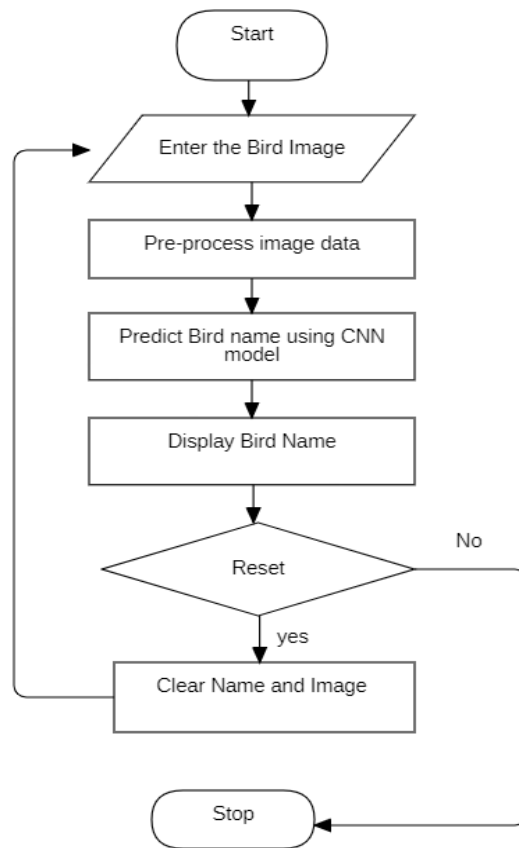 Start
Enter the Bird Image
Pre-process image data
Predict Bird name using CNN
model
Display Bird Name
Reset
No
yes
Clear Name and Image
Stop